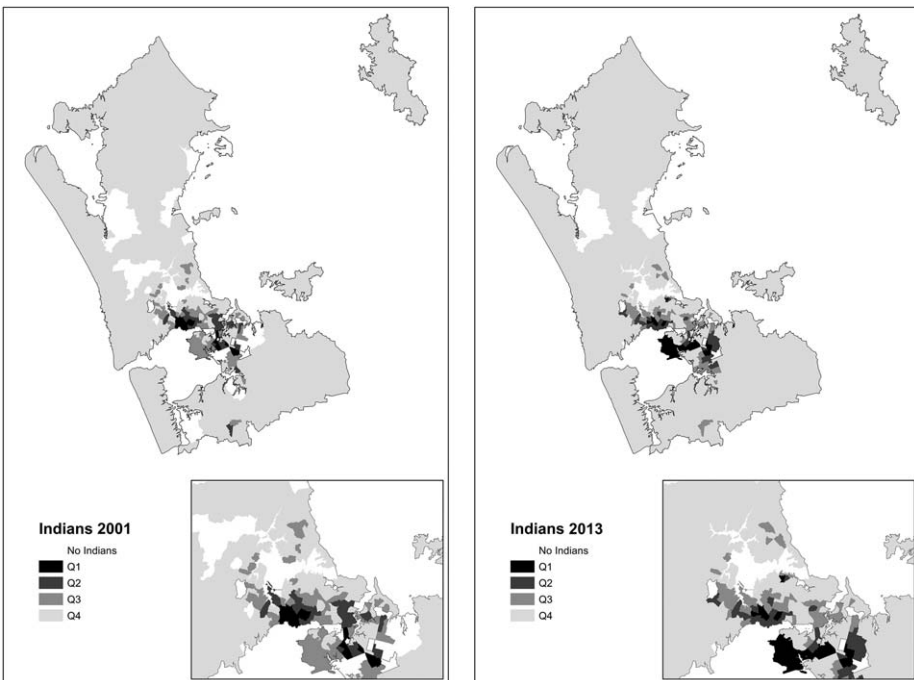 Indians 2001
No Indians
Q1
Q2
Q3
Q4
Indians 2013
No Indians
Q1
Q2
Q3
Q4